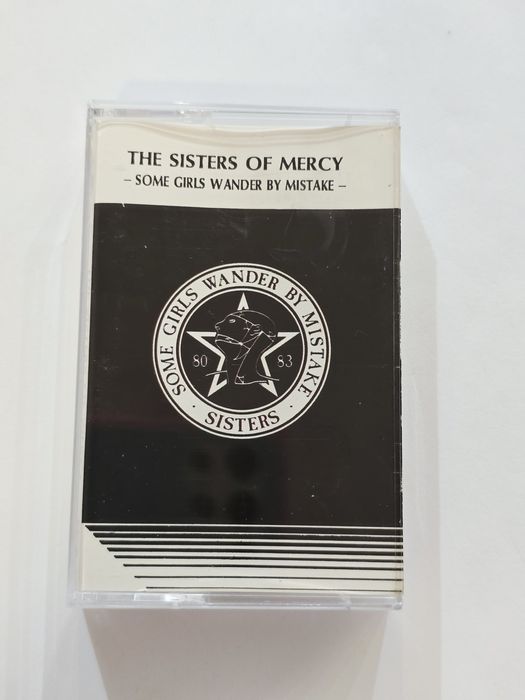 THE SISTERS OF MERCY
– SOME GIRLS WANDER BY MISTAKE –
SOME GIRLS WANDER BY MISTAKE
80 83
· SISTERS ·